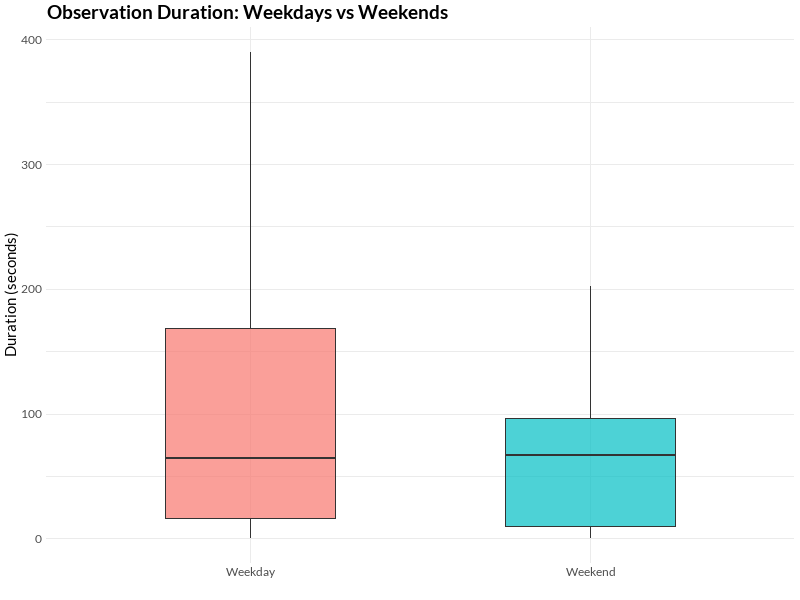 Observation Duration: Weekdays vs Weekends
Duration (seconds)
400
300
200
100
0
Weekday
Weekend